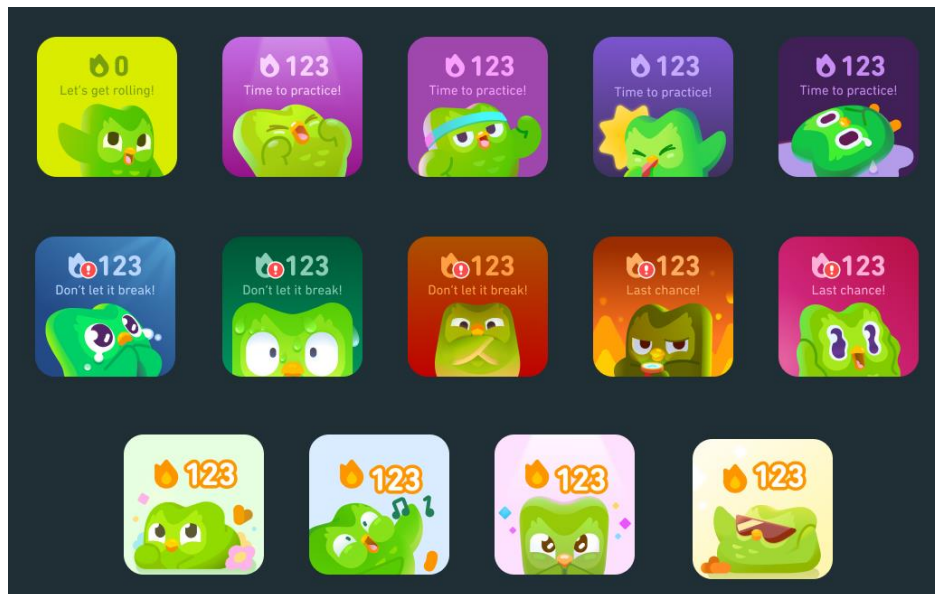 0
Let's get rolling!
123
Time to practice!
123
Time to practice!
123
Time to practice!
123
Time to practice!
123
Don't let it break!
123
Don't let it break!
123
Don't let it break!
123
Last chance!
123
Last chance!
123
123
123
123